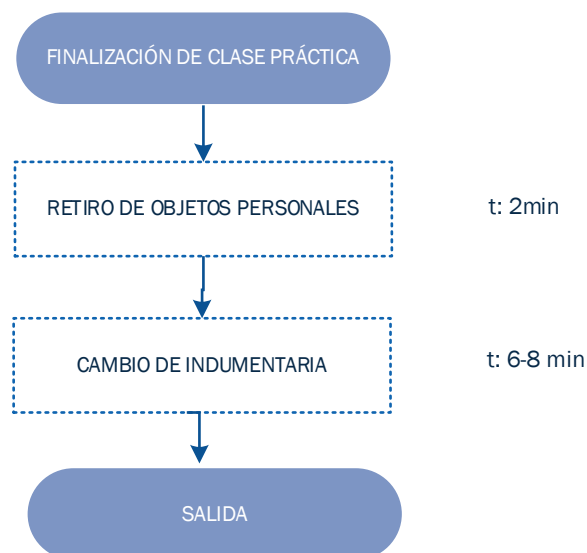 FINALIZACIÓN DE CLASE PRÁCTICA
RETIRO DE OBJETOS PERSONALES
t: 2min
CAMBIO DE INDUMENTARIA
t: 6-8 min
SALIDA